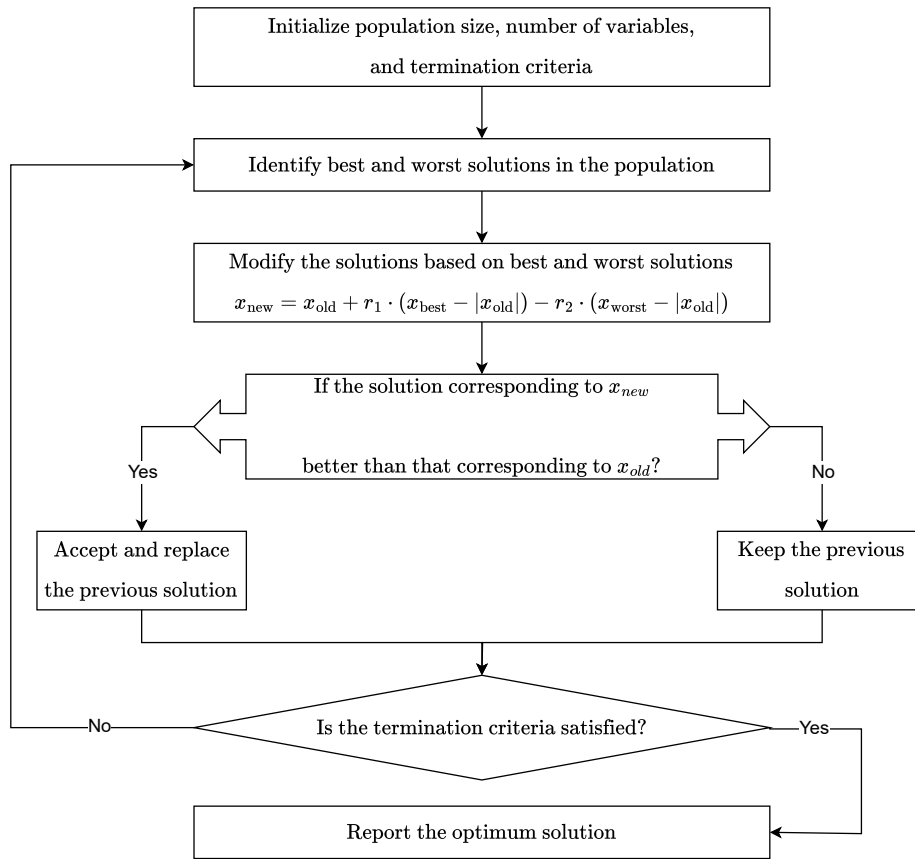 Initialize population size, number of variables,
and termination criteria
Identify best and worst solutions in the population
Modify the solutions based on best and worst solutions
x_new = x_old + r_1 · (x_best − |x_old|) − r_2 · (x_worst − |x_old|)
If the solution corresponding to x_new
better than that corresponding to x_old?
Yes
No
Accept and replace
the previous solution
Keep the previous
solution
Is the termination criteria satisfied?
No
Yes
Report the optimum solution